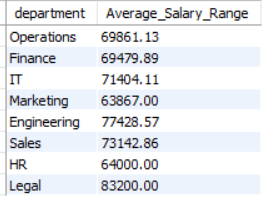 department Average_Salary_Range
Operations 69861.13
Finance 69479.89
IT 71404.11
Marketing 63867.00
Engineering 77428.57
Sales 73142.86
HR 64000.00
Legal 83200.00